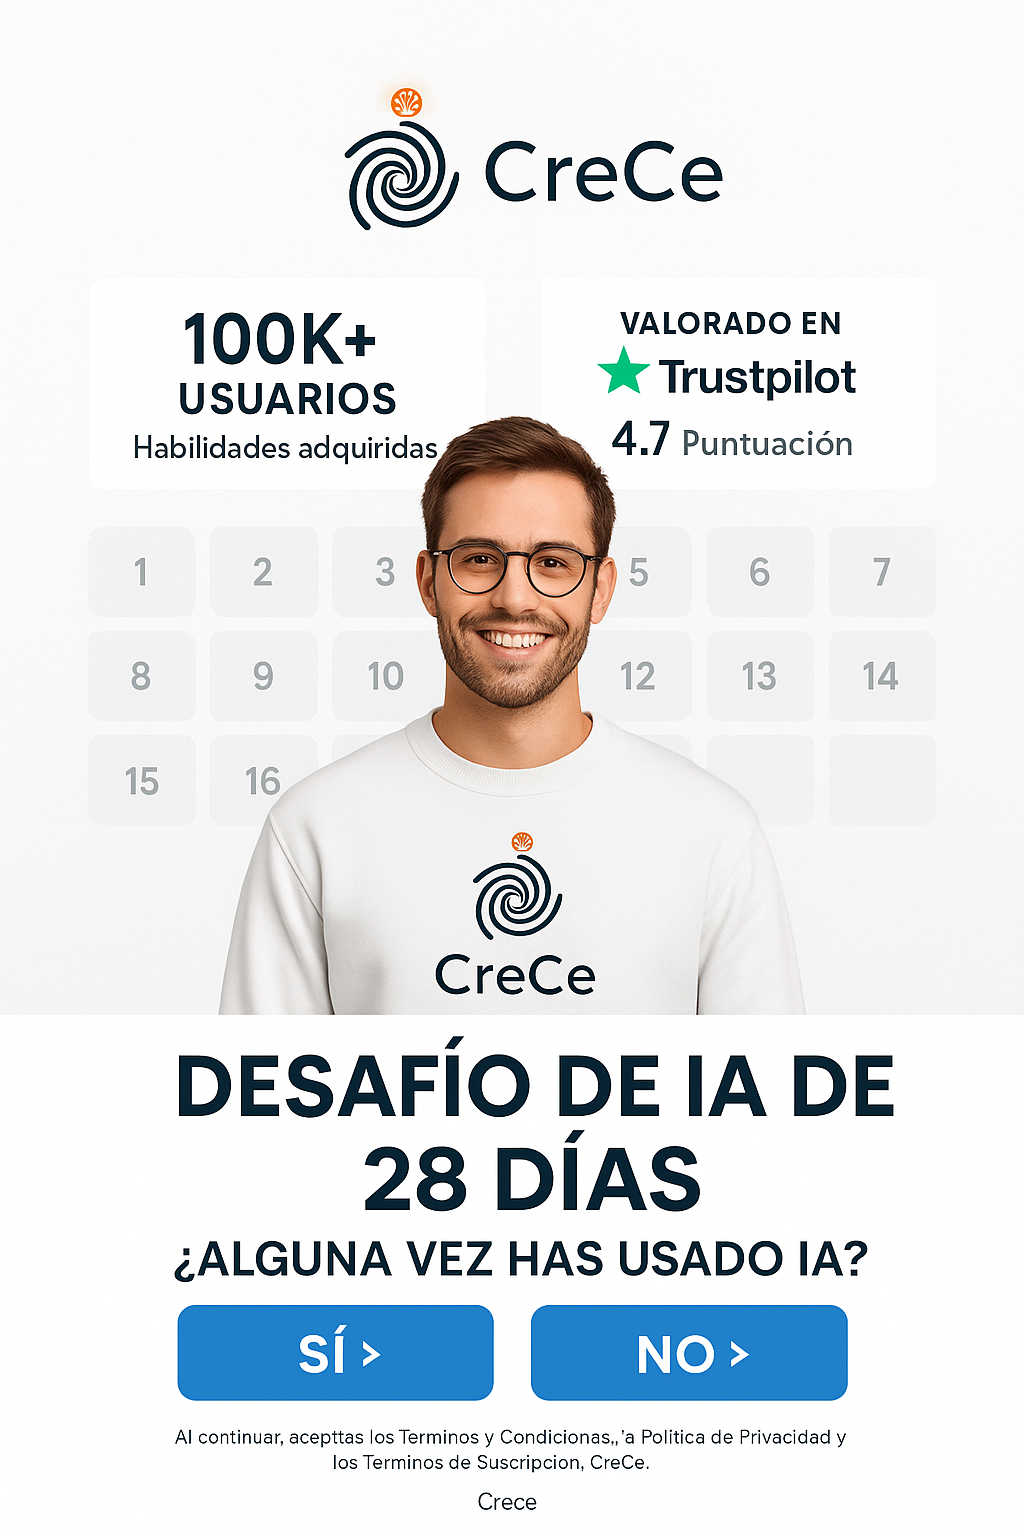 CreCe
100K+
USUARIOS
Habilidades adquiridas
VALORADO EN
Trustpilot
4.7 Puntuación
1 2 3 5 6 7
8 9 10 12 13 14
15 16
CreCe
DESAFÍO DE IA DE
28 DÍAS
¿ALGUNA VEZ HAS USADO IA?
SÍ > NO >
Al continuar, aceptтas los Terminos y Condicionas,,'a Politica de Privacidad y
los Terminos de Suscripcion, CreCe.
Crece